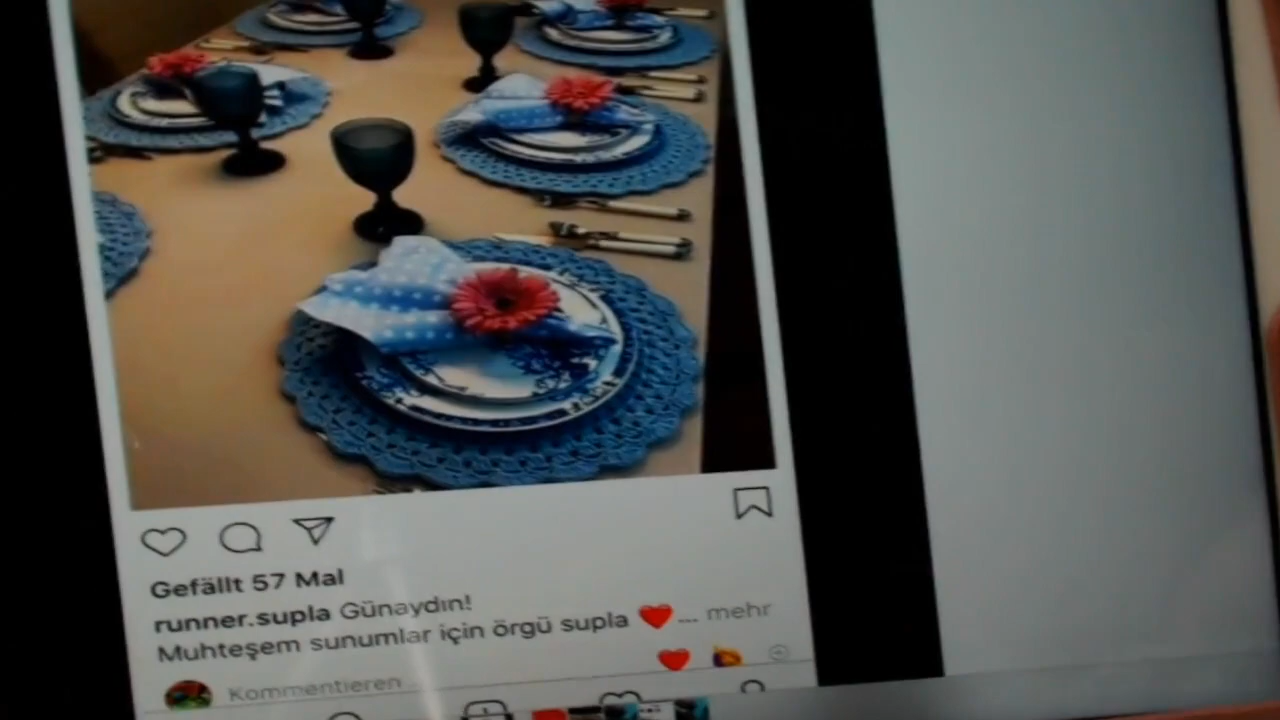 Gefällt 57 Mal
runner.supla Günaydın!
Muhteşem sunumlar için örgü supla ❤️... mehr
Kommentieren